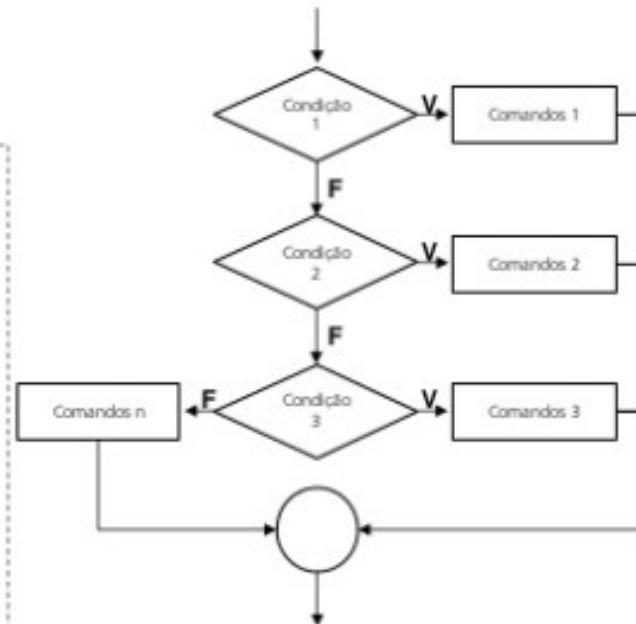 Condição
1
V
Comandos 1
F
Condição
2
V
Comandos 2
F
Comandos n
F
Condição
3
V
Comandos 3